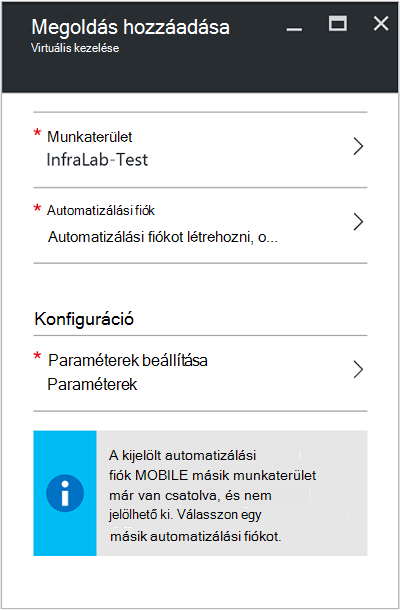 Megoldás hozzáadása
Virtuális kezelése
* Munkaterület
InfraLab-Test
* Automatizálási fiók
Automatizálási fiókot létrehozni, o...
Konfiguráció
* Paraméterek beállítása
Paraméterek
A kijelölt automatizálási
fiók MOBILE másik munkaterület
már van csatolva, és nem
jelölhető ki. Válasszon egy
másik automatizálási fiókot.